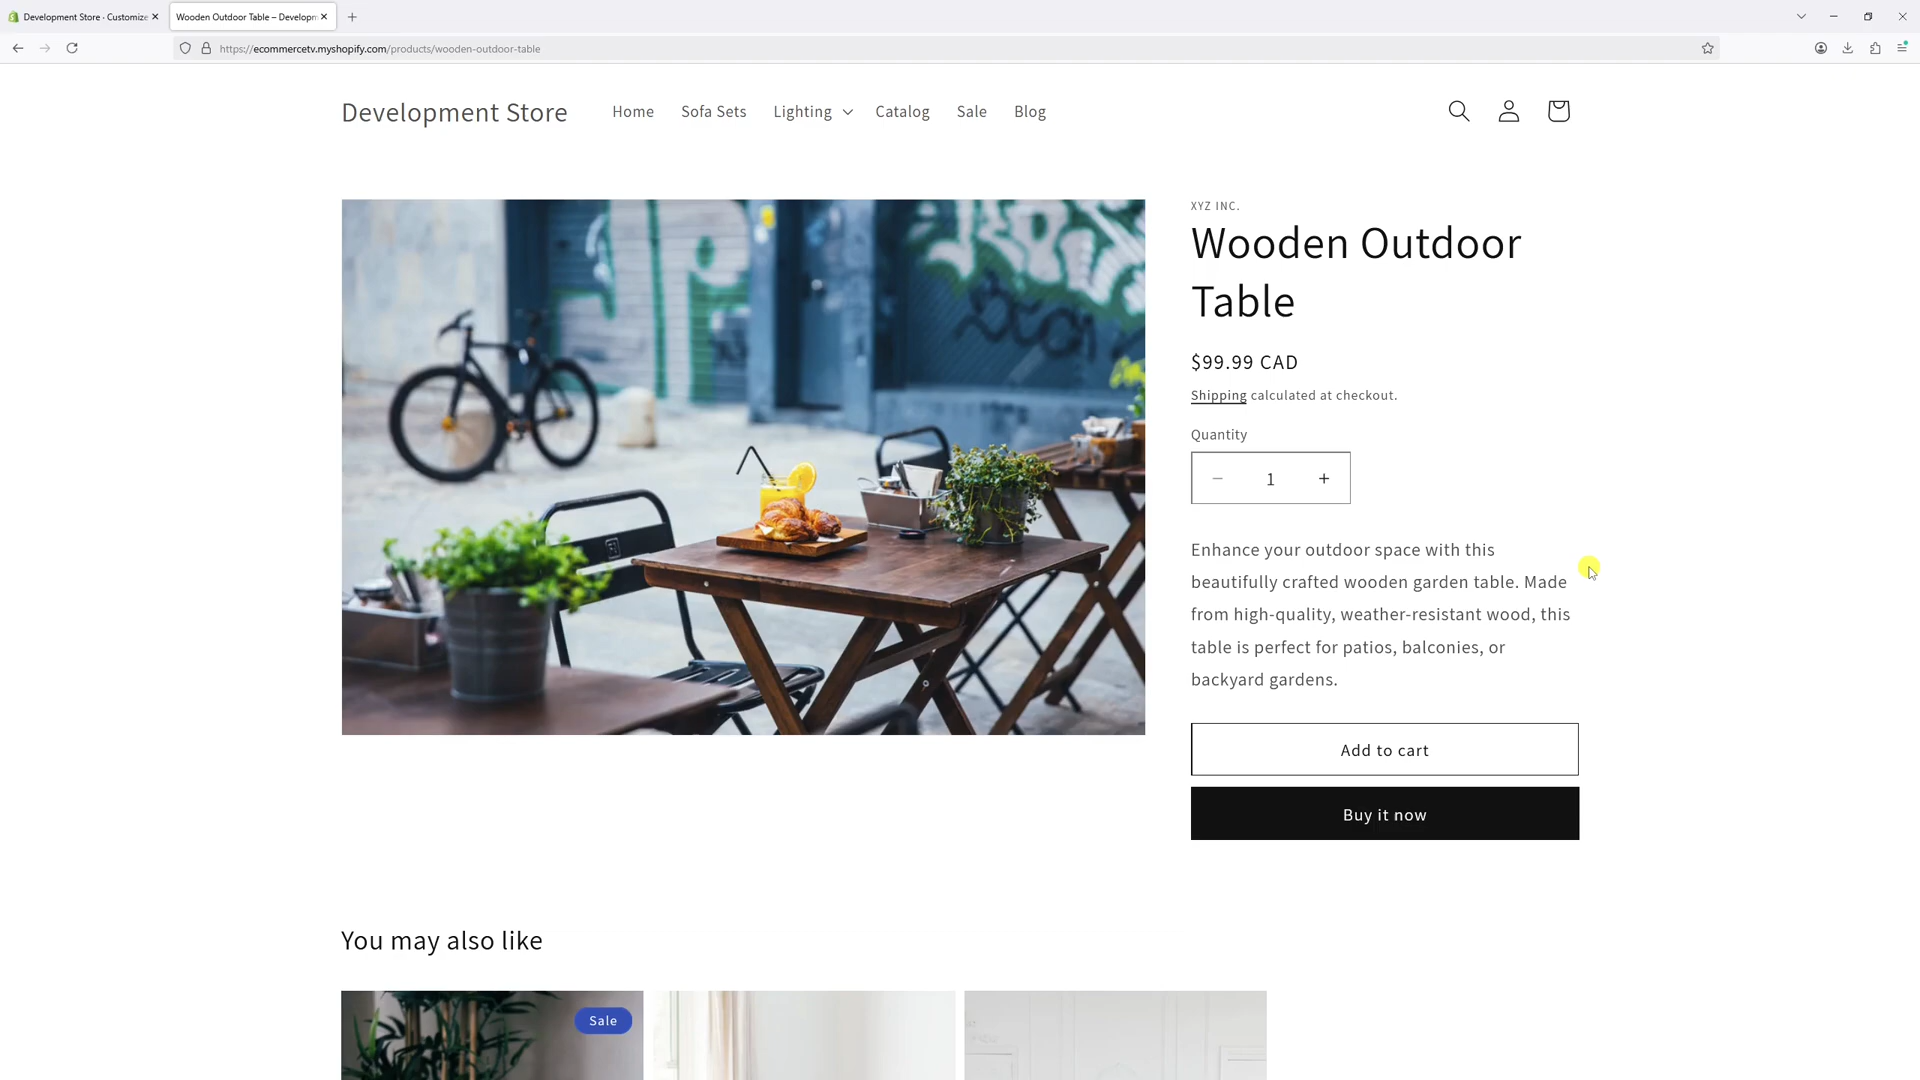 Development Store · Customize
Wooden Outdoor Table – Developm
https://ecommercetv.myshopify.com/products/wooden-outdoor-table
Development Store
Home
Sofa Sets
Lighting
Catalog
Sale
Blog
XYZ INC.
Wooden Outdoor
Table
$99.99 CAD
Shipping calculated at checkout.
Quantity
− 1 +
Enhance your outdoor space with this
beautifully crafted wooden garden table. Made
from high-quality, weather-resistant wood, this
table is perfect for patios, balconies, or
backyard gardens.
Add to cart
Buy it now
You may also like
Sale